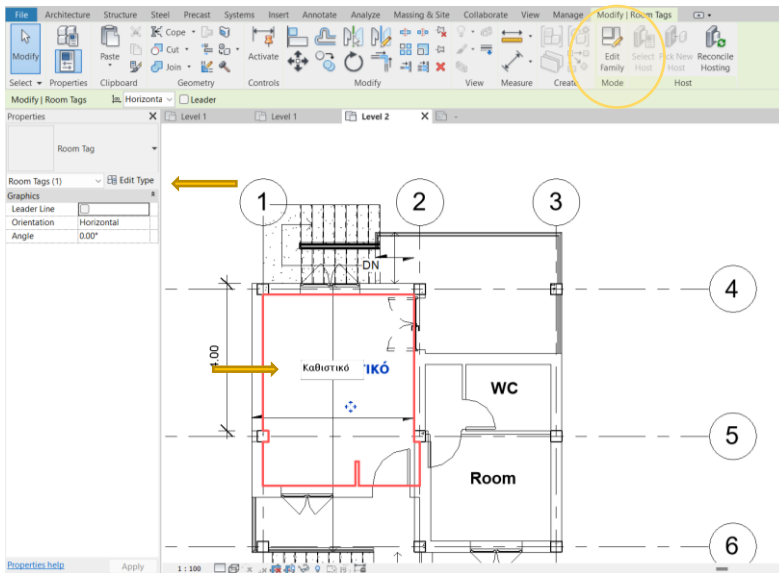 File Architecture Structure Steel Precast Systems Insert Annotate Analyze Massing & Site Collaborate View Manage Modify | Room Tags
Modify
Paste
Cope
Cut
Join
Activate
Edit Family
Select Host
Pick New Host
Reconcile Hosting
Select Properties Clipboard Geometry Controls Modify View Measure Create Mode Host
Modify | Room Tags Horizonta Leader
Properties
Level 1 Level 1 Level 2
Room Tag
Room Tags (1) Edit Type
Graphics
Leader Line
Orientation Horizontal
Angle 0.00°
1 2 3
DN
4
4.00
Καθιστικό ΤΙΚΌ
WC
5
Room
6
Properties help Apply
1 : 100